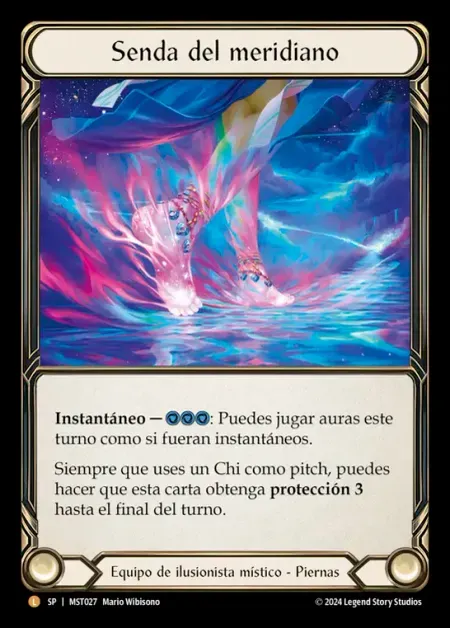 Senda del meridiano
Instantáneo — : Puedes jugar auras este
turno como si fueran instantáneos.
Siempre que uses un Chi como pitch, puedes
hacer que esta carta obtenga protección 3
hasta el final del turno.
Equipo de ilusionista místico - Piernas
L SP | MST027 Mario Wibisono © 2024 Legend Story Studios